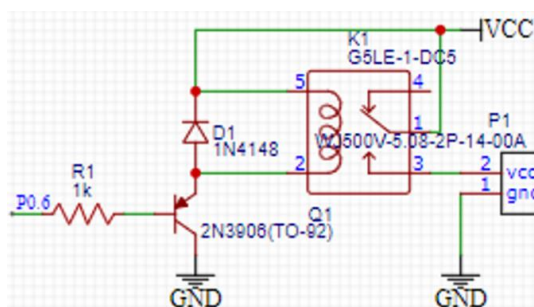 VCC
K1
G5LE-1-DC5
5
4
D1
1N4148
1
P1
WJ500V-5.08-2P-14-00A
R1
1k
2
3
2
vcc
1
gnd
P0.6
Q1
2N3906(TO-92)
GND
GND